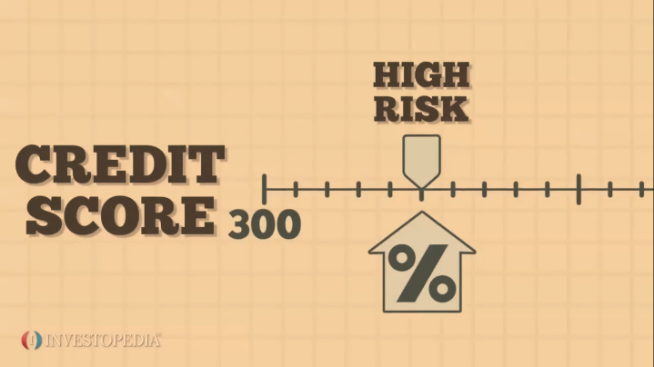 HIGH
RISK
CREDIT
SCORE
300
%
INVESTOPEDIA